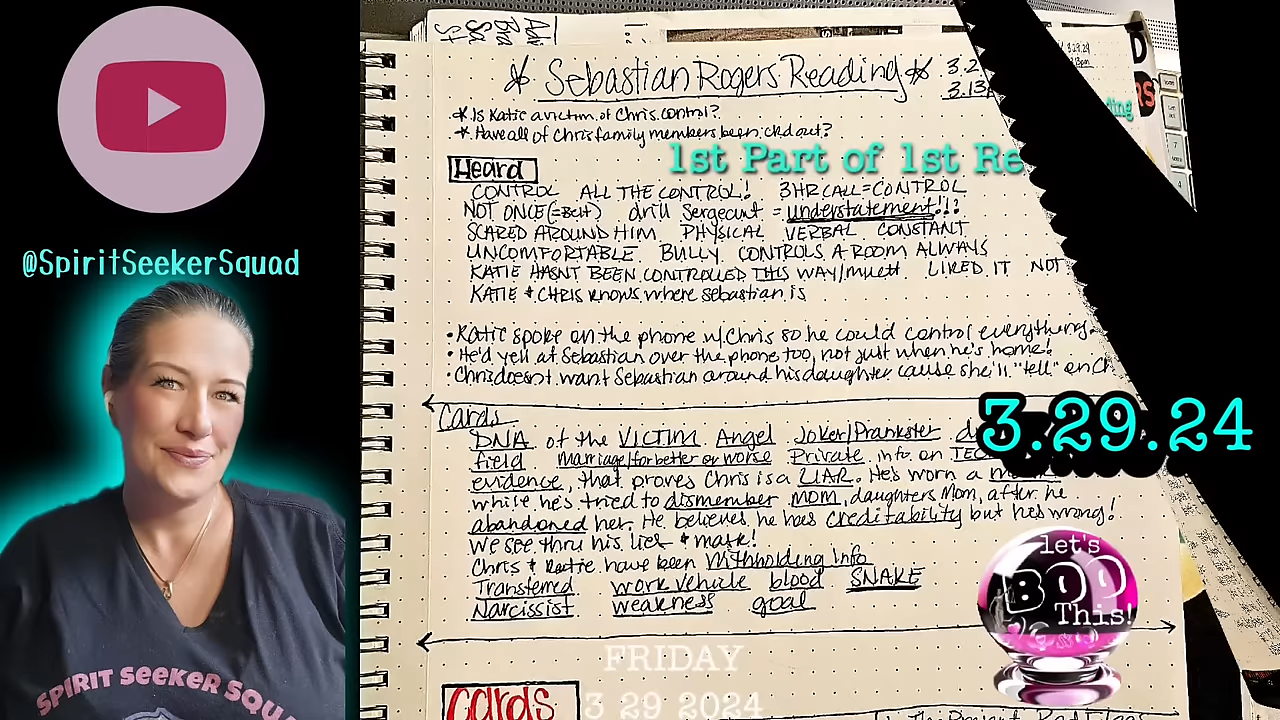 @SpiritSeekerSquad
SPIRIT SEEKER SQU
* Sebastian Rogers Reading * 3.2
3.13
* Is Katie a victim of Chris control?
* Have all of Chris family members been ckd out?
1st Part of 1st Re
Heard
CONTROL ALL THE CONTROL! 3HR CALL=CONTROL
NOT ONCE drill sergeant = understatement!!?
SCARED AROUND HIM PHYSICAL VERBAL CONSTANT
UNCOMFORTABLE BULLY CONTROLS A ROOM ALWAYS
KATIE HASNT BEEN CONTROLLED THIS WAY/ LIKED IT NOT
KATIE & CHRIS knows where sebastian is
• Katie spoke on the phone w/Chris so he could control everything.
• He'd yell at Sebastian over the phone too, not just when he's home!
• Chris doesnt want Sebastian around his daughter cause she'll "tell" on Ch
3.29.24
Cards
DNA of the VICTIM Angel Joker/Prankster d
field Marriage/for better or worse Private info on TEC
evidence, that proves Chris is a LIAR. He's worn a
while he's tried to dismember MOM, daughters Mom, after he
abandoned her. He believes he has creditability but he's wrong!
We see thru his lies & mask!
Chris & Katie have been Withholding info
Transferred work vehicle blood SNAKE
Narcissist weakness goal
let's
BOO
This!
FRIDAY
3 29 2024
Cards
3.29.24
ding